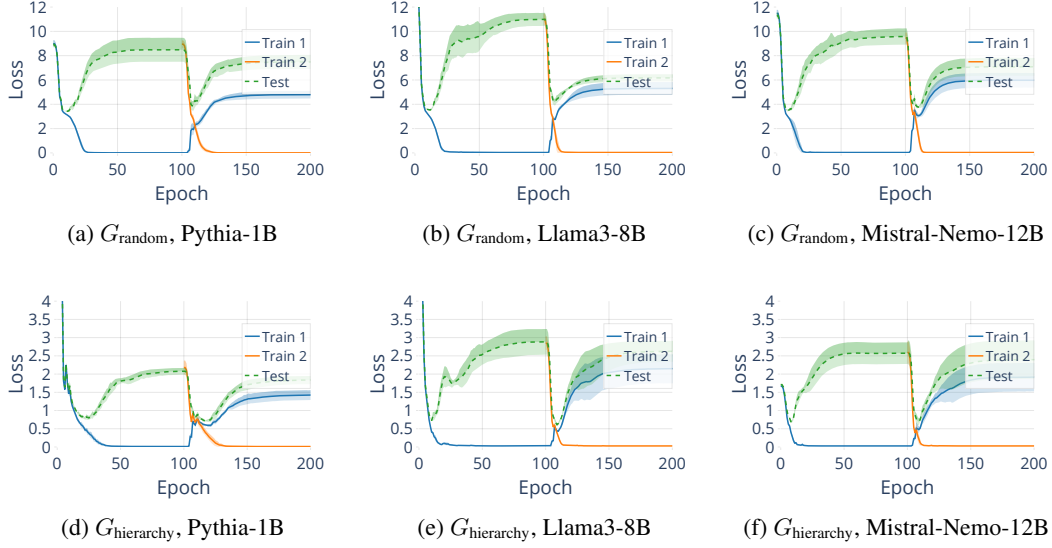 12
10
8
6
4
2
0
Loss
0 50 100 150 200
Epoch
Train 1
Train 2
Test
(a) G_random, Pythia-1B
12
10
8
6
4
2
0
Loss
0 50 100 150 200
Epoch
Train 1
Train 2
Test
(b) G_random, Llama3-8B
12
10
8
6
4
2
0
Loss
0 50 100 150 200
Epoch
Train 1
Train 2
Test
(c) G_random, Mistral-Nemo-12B
4
3.5
3
2.5
2
1.5
1
0.5
0
Loss
0 50 100 150 200
Epoch
Train 1
Train 2
Test
(d) G_hierarchy, Pythia-1B
4
3.5
3
2.5
2
1.5
1
0.5
0
Loss
0 50 100 150 200
Epoch
Train 1
Train 2
Test
(e) G_hierarchy, Llama3-8B
4
3.5
3
2.5
2
1.5
1
0.5
0
Loss
0 50 100 150 200
Epoch
Train 1
Train 2
Test
(f) G_hierarchy, Mistral-Nemo-12B